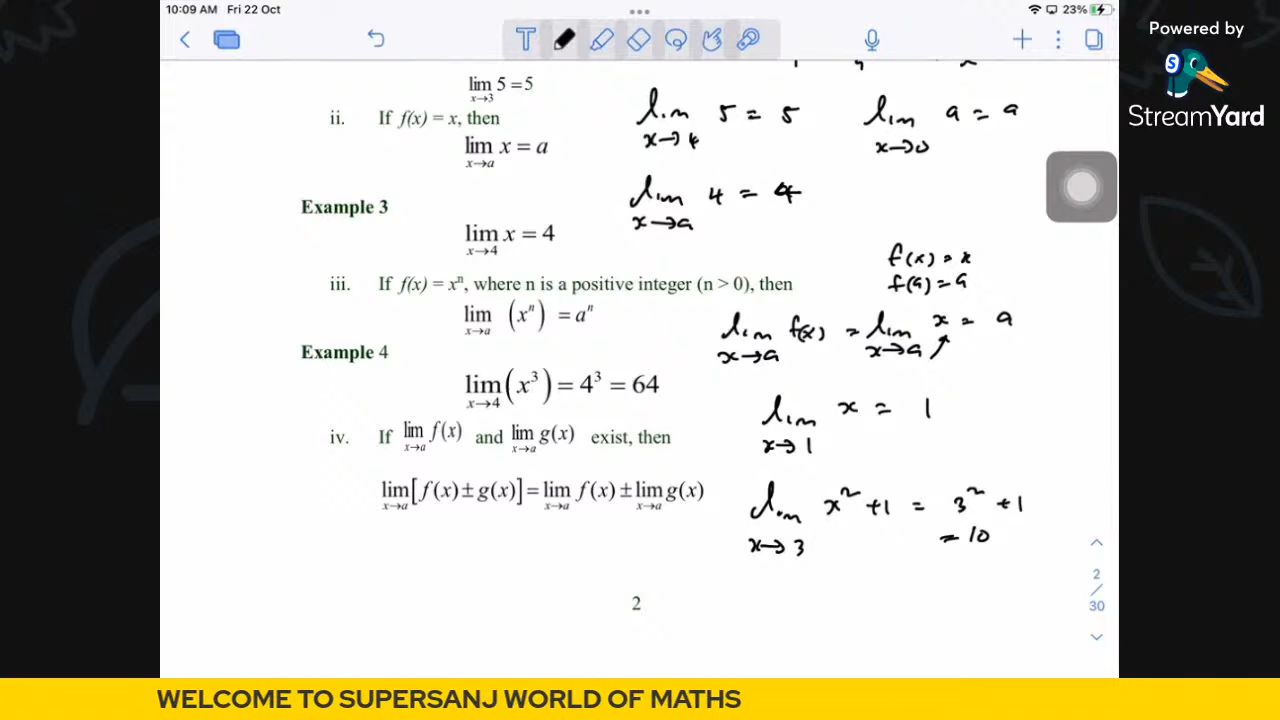 10:09 AM Fri 22 Oct
23%
Powered by
StreamYard
lim 5 = 5
x→3
ii. If f(x) = x, then
lim x = a
x→a
lim 5 = 5
x→4
lim a = a
x→0
lim 4 = 4
x→a
Example 3
lim x = 4
x→4
f(x) = x
f(a) = a
iii. If f(x) = xⁿ, where n is a positive integer (n > 0), then
lim (xⁿ) = aⁿ
x→a
lim f(x) = lim x = a
x→a x→a
Example 4
lim (x³) = 4³ = 64
x→4
lim x = 1
x→1
iv. If lim f(x) and lim g(x) exist, then
x→a x→a
lim[f(x) ± g(x)] = lim f(x) ± lim g(x)
x→a x→a x→a
lim x² + 1 = 3² + 1
x→3
= 10
2
/
30
2
WELCOME TO SUPERSANJ WORLD OF MATHS